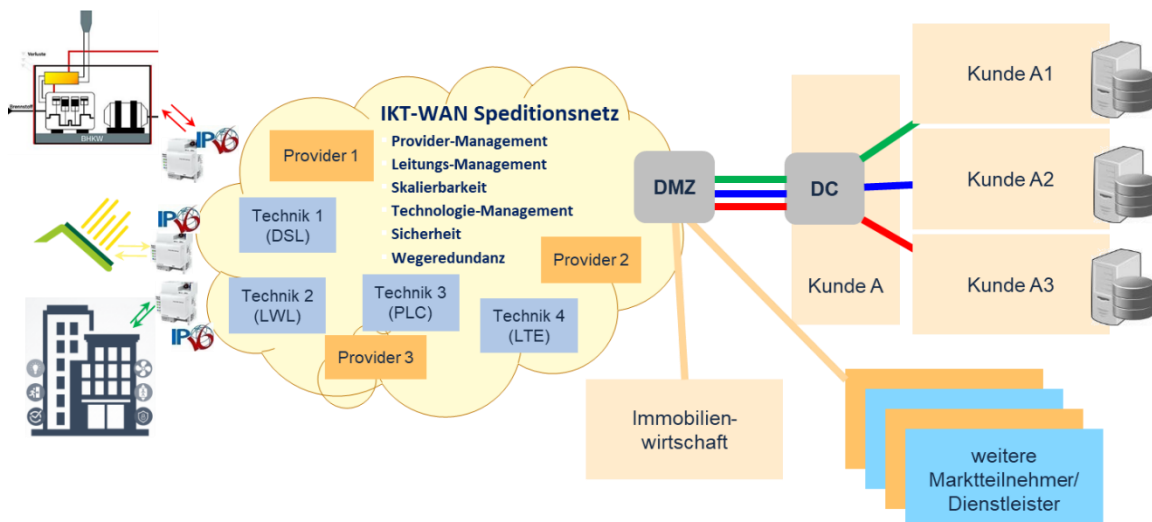 Verluste
Brennstoff
BHKW
IPv6
IPv6
IPv6
IKT-WAN Speditionsnetz
Provider-Management
Leitungs-Management
Skalierbarkeit
Technologie-Management
Sicherheit
Wegeredundanz
Provider 1
Technik 1
(DSL)
Technik 2
(LWL)
Technik 3
(PLC)
Technik 4
(LTE)
Provider 2
Provider 3
DMZ
DC
Kunde A
Kunde A1
Kunde A2
Kunde A3
Immobilien-
wirtschaft
weitere
Marktteilnehmer/
Dienstleister